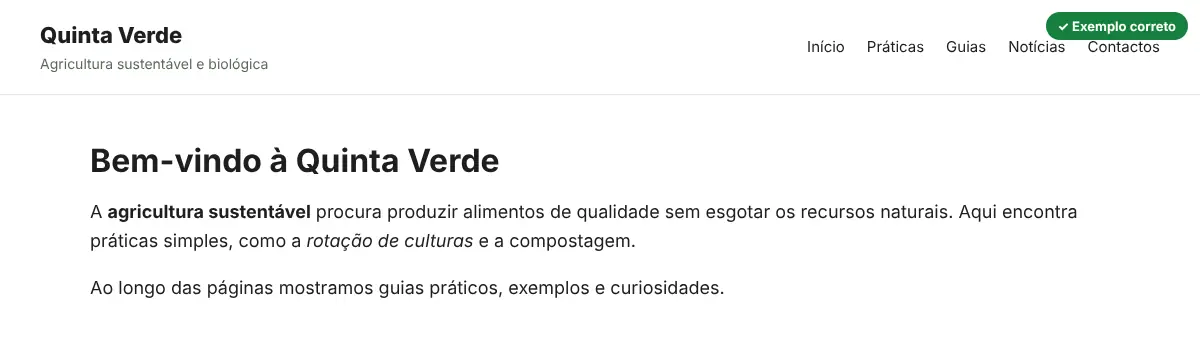 Quinta Verde
Agricultura sustentável e biológica
✓ Exemplo correto
Início Práticas Guias Notícias Contactos
Bem-vindo à Quinta Verde
A agricultura sustentável procura produzir alimentos de qualidade sem esgotar os recursos naturais. Aqui encontra
práticas simples, como a rotação de culturas e a compostagem.
Ao longo das páginas mostramos guias práticos, exemplos e curiosidades.